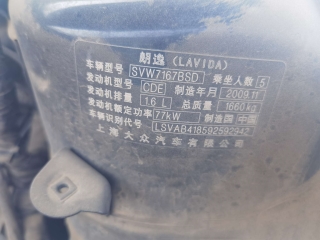 朗逸 (LAVIDA)
车辆型号 SVW7167BSD 乘坐人数 5
发动机型号 CDE 制造年月 2009.11
发动机排量 1.6 L 总质量 1660kg
发动机额定功率 77kW 制造国 中国
车辆识别代号 LSVAB418592592942
上海大众汽车有限公司